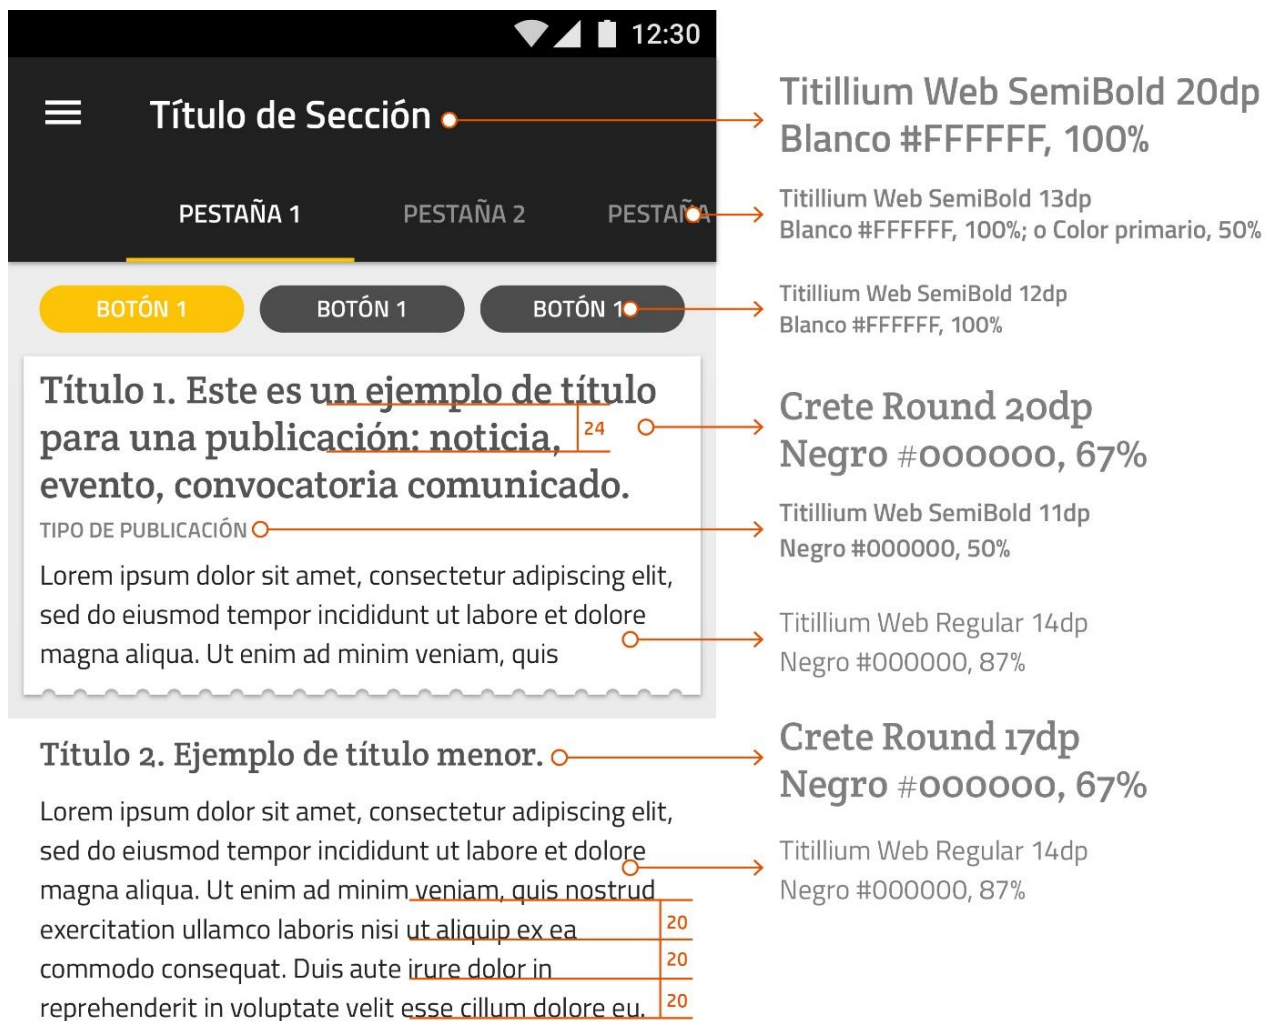 12:30
Título de Sección
Titillium Web SemiBold 20dp
Blanco #FFFFFF, 100%
PESTAÑA 1
PESTAÑA 2
PESTAÑA
Titillium Web SemiBold 13dp
Blanco #FFFFFF, 100%; o Color primario, 50%
BOTÓN 1
BOTÓN 1
BOTÓN 1
Titillium Web SemiBold 12dp
Blanco #FFFFFF, 100%
Título 1. Este es un ejemplo de título
para una publicación: noticia,
evento, convocatoria comunicado.
24
Crete Round 20dp
Negro #000000, 67%
TIPO DE PUBLICACIÓN
Titillium Web SemiBold 11dp
Negro #000000, 50%
Lorem ipsum dolor sit amet, consectetur adipiscing elit,
sed do eiusmod tempor incididunt ut labore et dolore
magna aliqua. Ut enim ad minim veniam, quis
Titillium Web Regular 14dp
Negro #000000, 87%
Título 2. Ejemplo de título menor.
Crete Round 17dp
Negro #000000, 67%
Lorem ipsum dolor sit amet, consectetur adipiscing elit,
sed do eiusmod tempor incididunt ut labore et dolore
magna aliqua. Ut enim ad minim veniam, quis nostrud
exercitation ullamco laboris nisi ut aliquip ex ea
commodo consequat. Duis aute irure dolor in
reprehenderit in voluptate velit esse cillum dolore eu.
20
20
20
Titillium Web Regular 14dp
Negro #000000, 87%